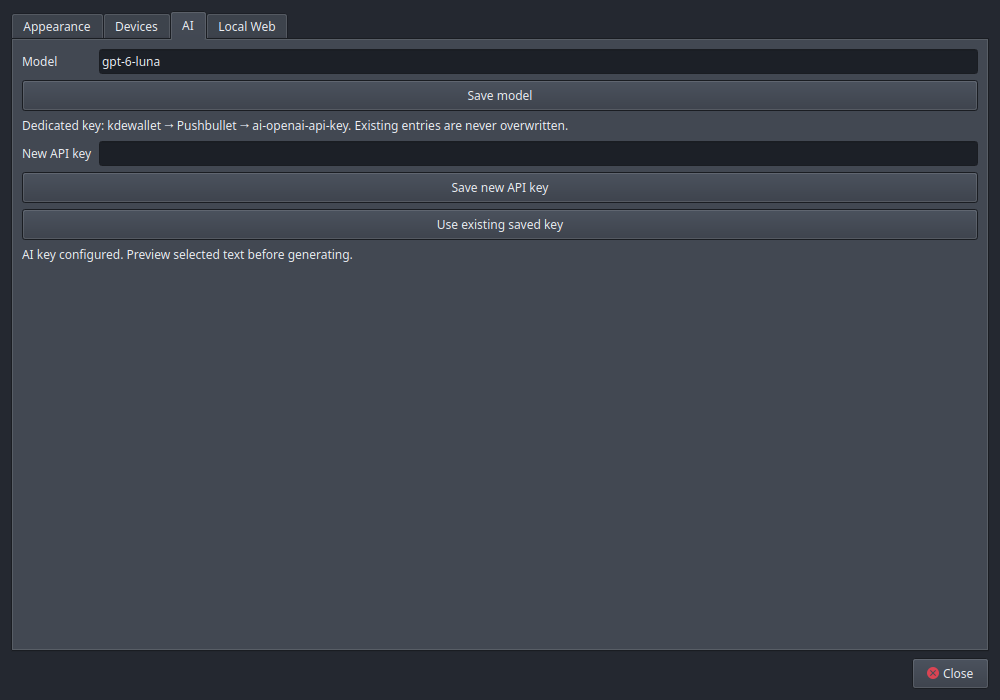 Appearance Devices AI Local Web
Model gpt-6-luna
Save model
Dedicated key: kdewallet → Pushbullet → ai-openai-api-key. Existing entries are never overwritten.
New API key
Save new API key
Use existing saved key
AI key configured. Preview selected text before generating.
Close